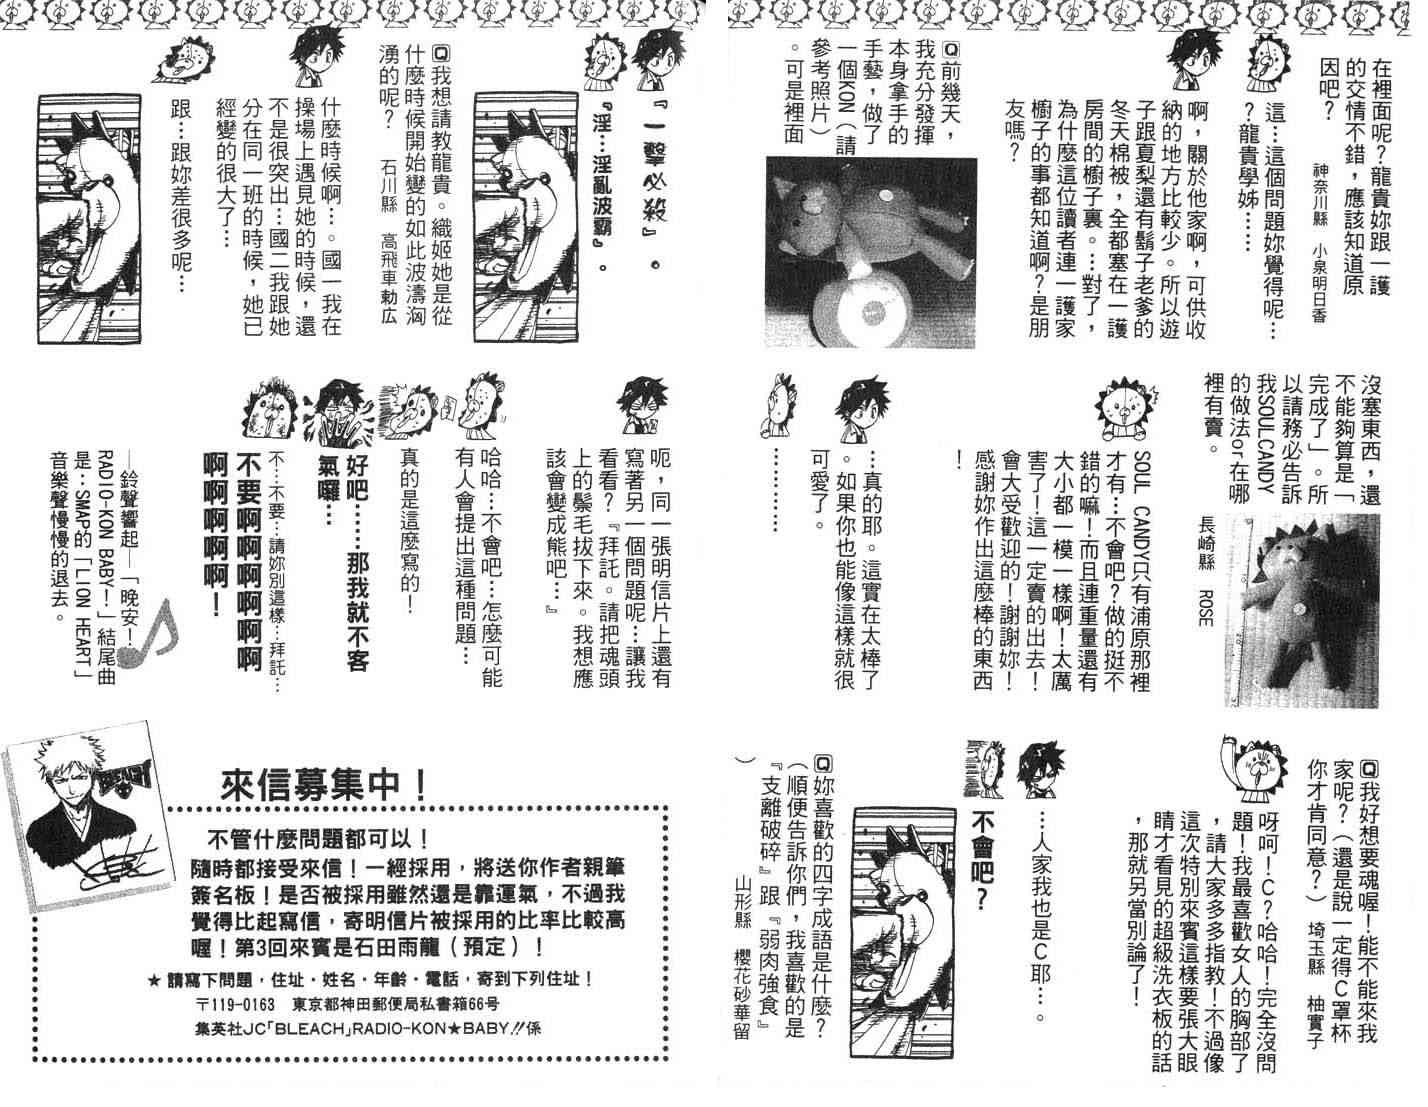 在裡面呢？龍貴妳跟一護
的交情不錯，應該知道原
因吧？
神奈川縣　小泉明日香
這…這個問題妳覺得呢…
？龍貴學姊……
啊，關於他家啊，可供收
納的地方比較少。所以遊
子跟夏梨還有鬍子老爹的
冬天棉被，全都塞在一護
房間的櫥子裏。…對了，
為什麼這位讀者連一護家
櫥子的事都知道啊？是朋
友嗎？
Q前幾天，
我充分發揮
本身拿手的
手藝，做了
一個KON（請
參考照片）
。可是裡面
沒塞東西，還
不能夠算是「
完成了」。所
以請務必告訴
我SOULCANDY
的做法or在哪
裡有賣。
長崎縣　ROSE
SOUL CANDY只有浦原那裡
才有…不會吧？做的挺不
錯的嘛！而且連重量還有
大小都一模一樣啊！太厲
害了！這一定賣的出去！
會大受歡迎的！謝謝妳！
感謝妳作出這麼棒的東西
！
…真的耶。這實在太棒了
。如果你也能像這樣就很
可愛了。
…………
Q我好想要魂喔！能不能來我
家呢？（還是說一定得C罩杯
你才肯同意？）　埼玉縣　柚實子
呀呵！C？哈哈！完全沒問
題！我最喜歡女人的胸部了
，請大家多多指教！不過像
這次特別來賓這樣要張大眼
睛才看見的超級洗衣板的話
，那就另當別論了！
…人家我也是C耶…。
不會吧？
Q妳喜歡的四字成語是什麼？
（順便告訴你們，我喜歡的是
『支離破碎』跟『弱肉強食』
）
山形縣　櫻花砂華留
『一擊必殺』。
『淫…淫亂波霸』。
Q我想請教龍貴。織姬她是從
什麼時候開始變的如此波濤洶
湧的呢？　石川縣　高飛車勅広
什麼時候啊…。國一我在
操場上遇見她的時候，還
不是很突出…國二我跟她
分在同一班的時候，她已
經變的很大了…
跟…跟妳差很多呢…
呃，同一張明信片上還有
寫著另一個問題呢…讓我
看看？『拜託。請把魂頭
上的鬃毛拔下來。我想應
該會變成熊吧…』
哈哈…不會吧…怎麼可能
有人會提出這種問題…
真的是這麼寫的！
好吧……那我就不客
氣囉…
不…不要…請妳別這樣…拜託…
不要啊啊啊啊啊啊
啊啊啊啊啊！
─鈴聲響起─「晚安！
RADIO-KON BABY！」結尾曲
是‥SMAP的「LION HEART」
音樂聲慢慢的退去。
來信募集中！
不管什麼問題都可以！
隨時都接受來信！一經採用，將送你作者親筆
簽名板！是否被採用雖然還是靠運氣，不過我
覺得比起寫信，寄明信片被採用的比率比較高
喔！第3回來賓是石田雨龍（預定）！
★請寫下問題，住址・姓名・年齡・電話，寄到下列住址！
〒119-0163　東京都神田郵便局私書箱66号
集英社JC「BLEACH」RADIO-KON★BABY!!係